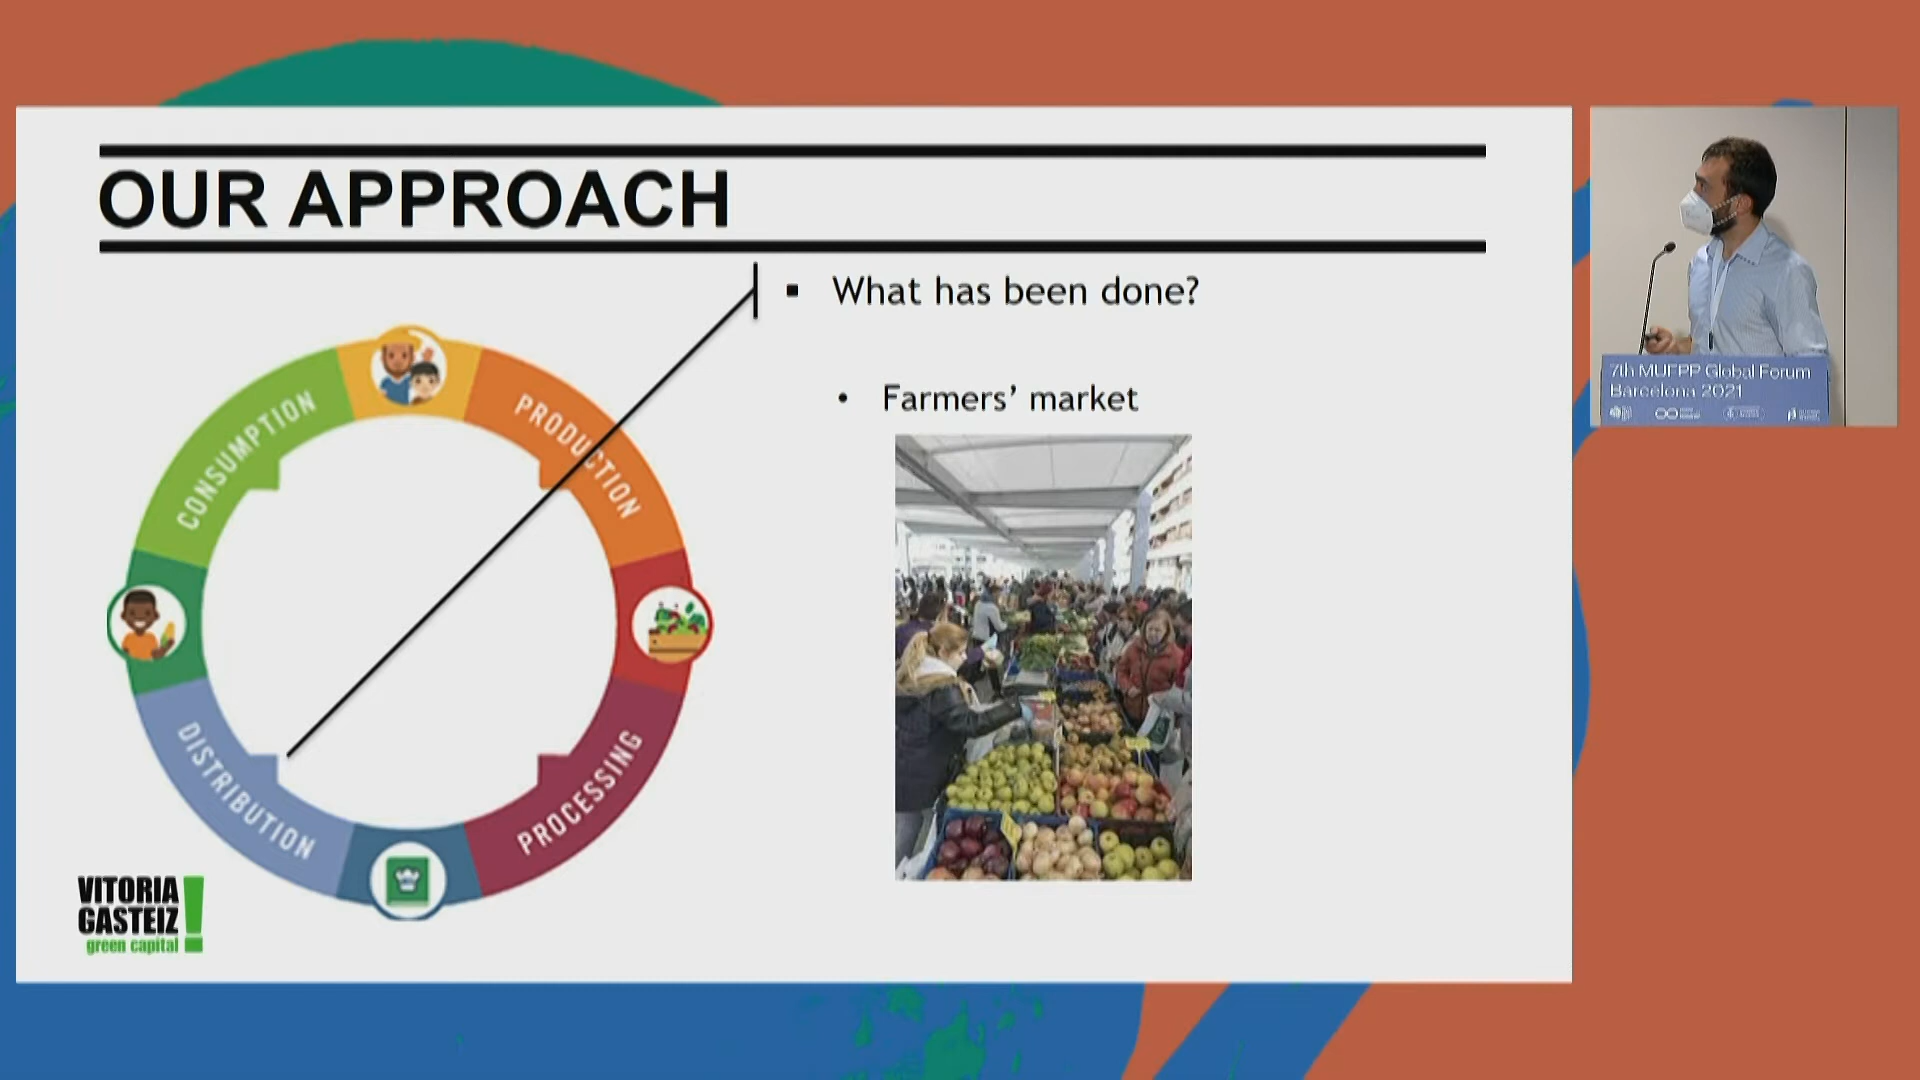 OUR APPROACH
▪ What has been done?
• Farmers’ market
CONSUMPTION
PRODUCTION
DISTRIBUTION
PROCESSING
VITORIA
GASTEIZ!
green capital
7th MUFPP Global Forum
Barcelona 2021